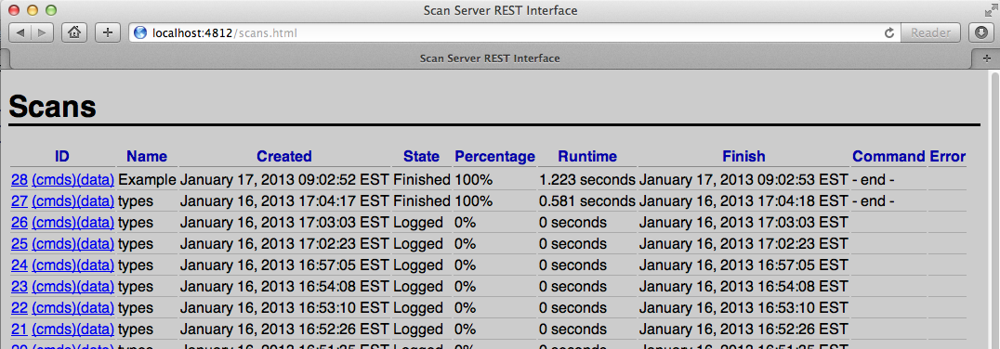 Scan Server REST Interface
localhost:4812/scans.html
Reader
Scan Server REST Interface
Scans
ID Name Created State Percentage Runtime Finish Command Error
28 (cmds)(data) Example January 17, 2013 09:02:52 EST Finished 100% 1.223 seconds January 17, 2013 09:02:53 EST - end -
27 (cmds)(data) types January 16, 2013 17:04:17 EST Finished 100% 0.581 seconds January 16, 2013 17:04:18 EST - end -
26 (cmds)(data) types January 16, 2013 17:03:03 EST Logged 0% 0 seconds January 16, 2013 17:03:03 EST
25 (cmds)(data) types January 16, 2013 17:02:23 EST Logged 0% 0 seconds January 16, 2013 17:02:23 EST
24 (cmds)(data) types January 16, 2013 16:57:05 EST Logged 0% 0 seconds January 16, 2013 16:57:05 EST
23 (cmds)(data) types January 16, 2013 16:54:08 EST Logged 0% 0 seconds January 16, 2013 16:54:08 EST
22 (cmds)(data) types January 16, 2013 16:53:10 EST Logged 0% 0 seconds January 16, 2013 16:53:10 EST
21 (cmds)(data) types January 16, 2013 16:52:26 EST Logged 0% 0 seconds January 16, 2013 16:52:26 EST